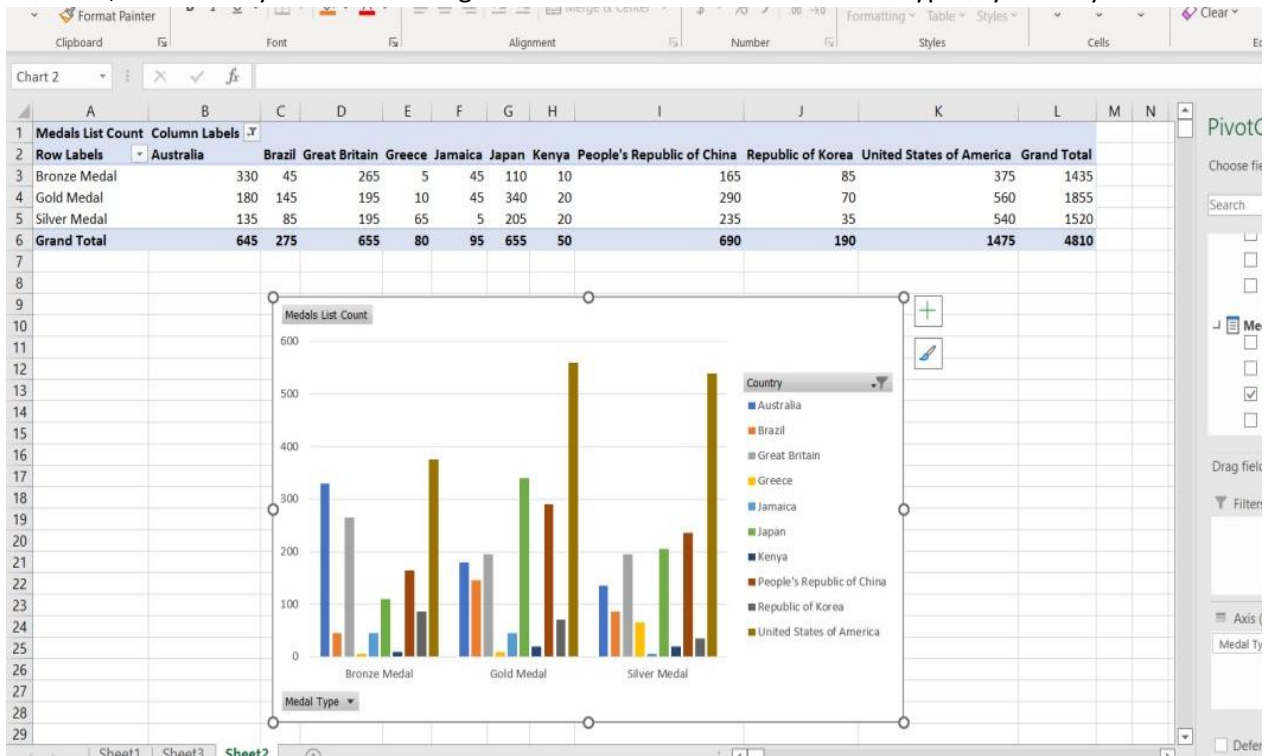 Format Painter
Merge & Center
Formatting Table Styles
Clear
Clipboard Font Alignment Number Styles Cells
Chart 2 fx
A B C D E F G H I J K L M N
1 Medals List Count Column Labels
2 Row Labels Australia Brazil Great Britain Greece Jamaica Japan Kenya People's Republic of China Republic of Korea United States of America Grand Total
3 Bronze Medal 330 45 265 5 45 110 10 165 85 375 1435
4 Gold Medal 180 145 195 10 45 340 20 290 70 560 1855
5 Silver Medal 135 85 195 65 5 205 20 235 35 540 1520
6 Grand Total 645 275 655 80 95 655 50 690 190 1475 4810
7
8
9
10
11
12
13
14
15
16
17
18
19
20
21
22
23
24
25
26
27
28
29
Medals List Count
600
500
400
300
200
100
0
Bronze Medal Gold Medal Silver Medal
Medal Type
Country
Australia
Brazil
Great Britain
Greece
Jamaica
Japan
Kenya
People's Republic of China
Republic of Korea
United States of America
PivotC
Choose fie
Search
Me
Drag field
Filters
Axis (
Medal Ty
Defer
Sheet1 Sheet3 Sheet2